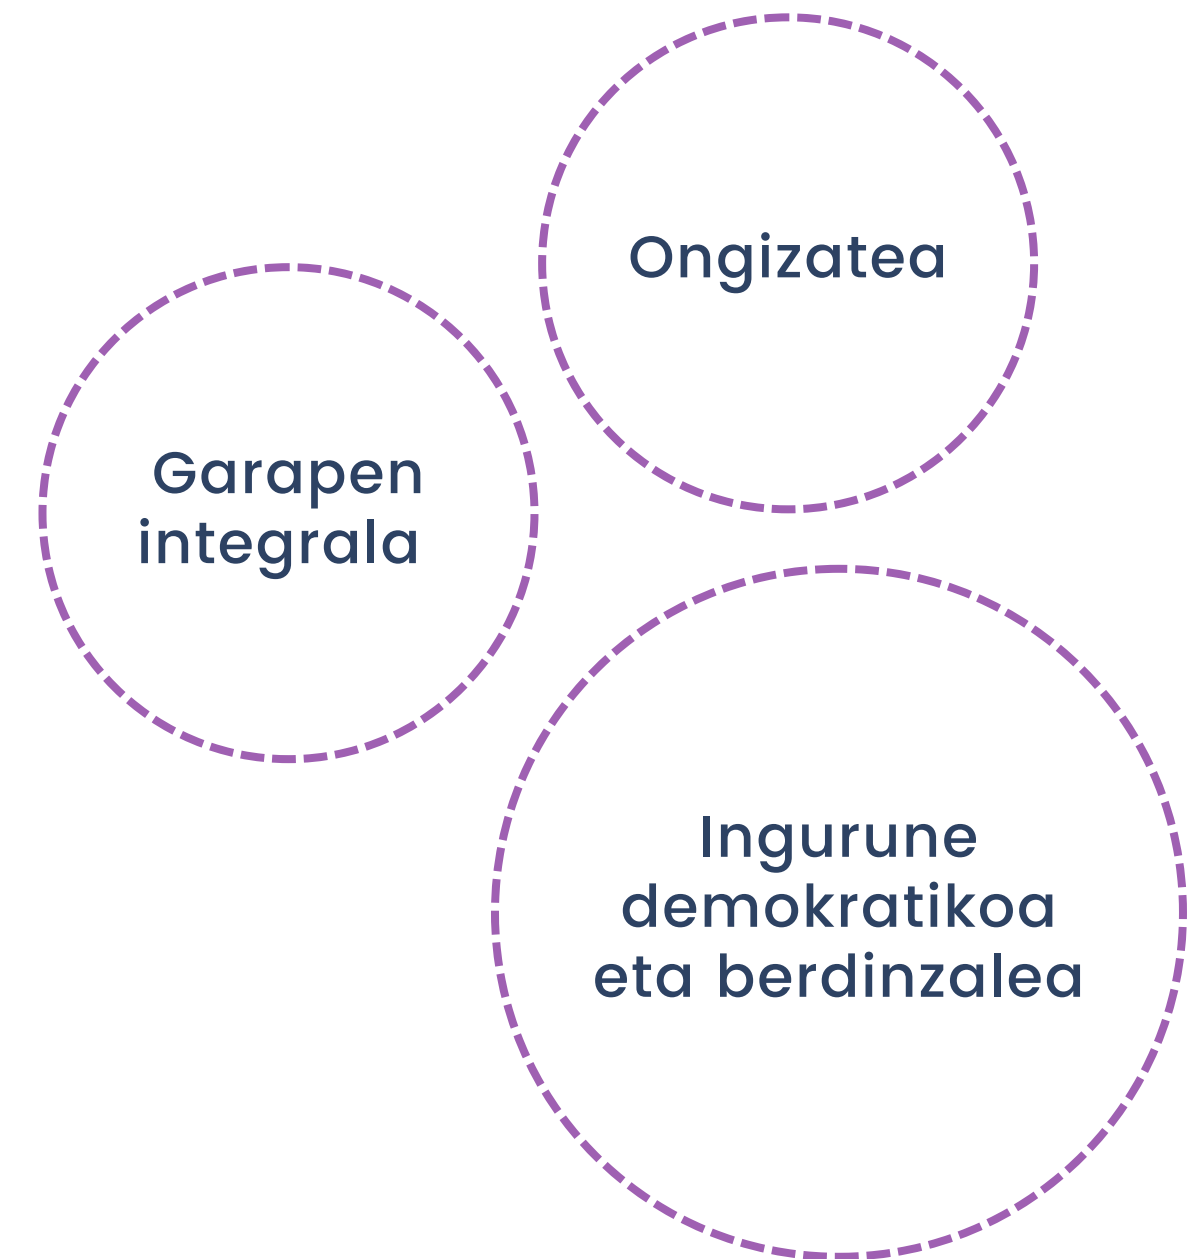 Ongizatea
Garapen
integrala
Ingurune
demokratikoa
eta berdinzalea